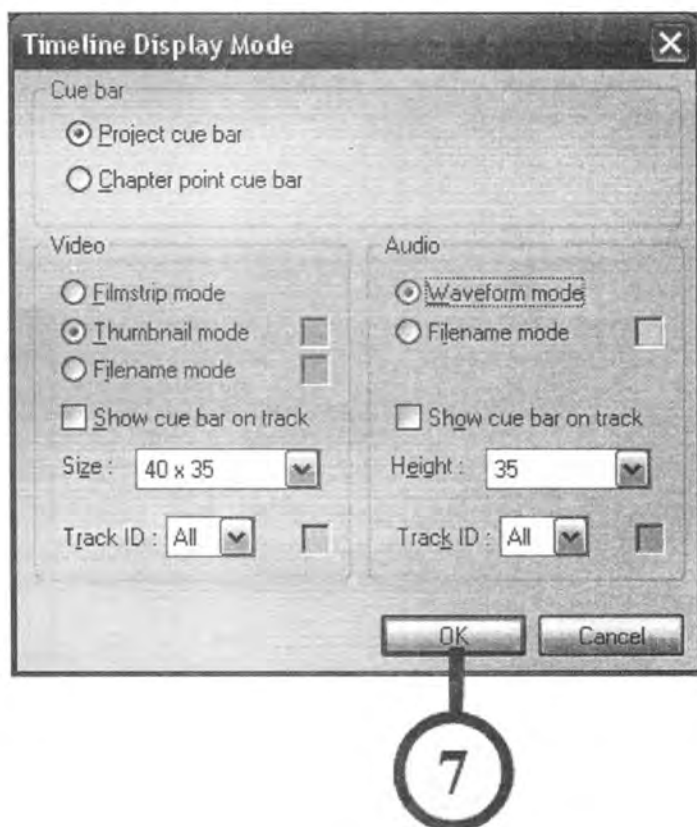 Timeline Display Mode
Cue bar
Project cue bar
Chapter point cue bar
Video
Filmstrip mode
Thumbnail mode
Filename mode
Show cue bar on track
Size : 40 x 35
Track ID : All
Audio
Waveform mode
Filename mode
Show cue bar on track
Height : 35
Track ID : All
OK Cancel
7